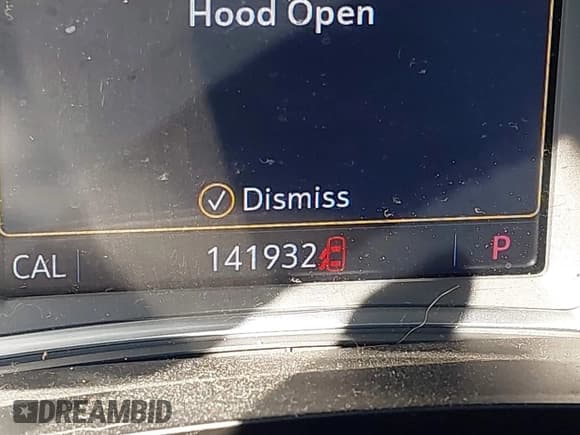 Hood Open
Dismiss
CAL
141932
P
DREAMBID